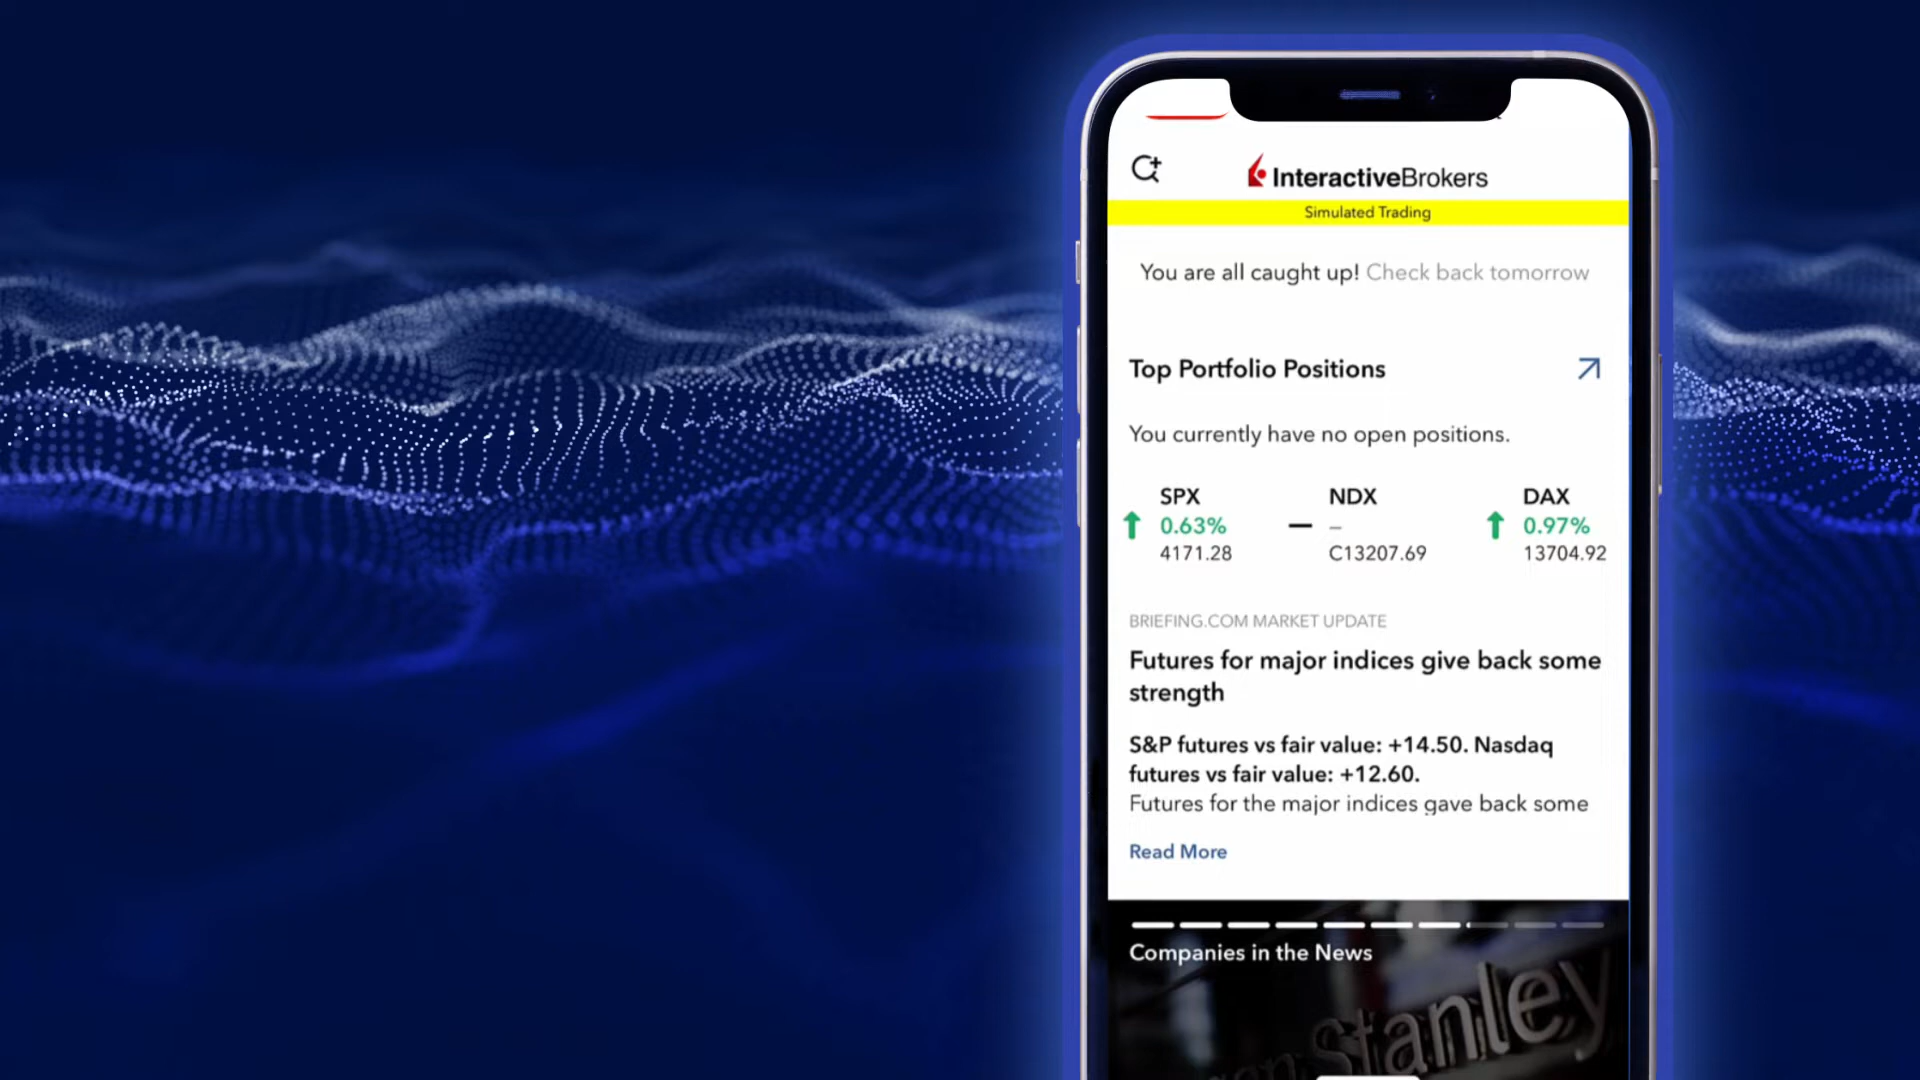 InteractiveBrokers
Simulated Trading
You are all caught up! Check back tomorrow
Top Portfolio Positions
You currently have no open positions.
SPX NDX DAX
0.63% – 0.97%
4171.28 C13207.69 13704.92
BRIEFING.COM MARKET UPDATE
Futures for major indices give back some
strength
S&P futures vs fair value: +14.50. Nasdaq
futures vs fair value: +12.60.
Futures for the major indices gave back some
Read More
Companies in the News
Stanley